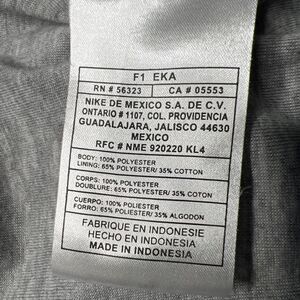 F1 EKA
RN # 56323 CA # 05553
NIKE DE MEXICO S.A. DE C.V.
ONTARIO # 1107, COL. PROVIDENCIA
GUADALAJARA, JALISCO 44630
MEXICO
RFC # NME 920220 KL4
BODY: 100% POLYESTER
LINING: 65% POLYESTER/ 35% COTTON
CORPS: 100% POLYESTER
DOUBLURE: 65% POLYESTER/ 35% COTON
CUERPO: 100% POLIESTER
FORRO: 65% POLIESTER/ 35% ALGODON
FABRIQUÉ EN INDONESIE
HECHO EN INDONESIA
MADE IN INDONESIA